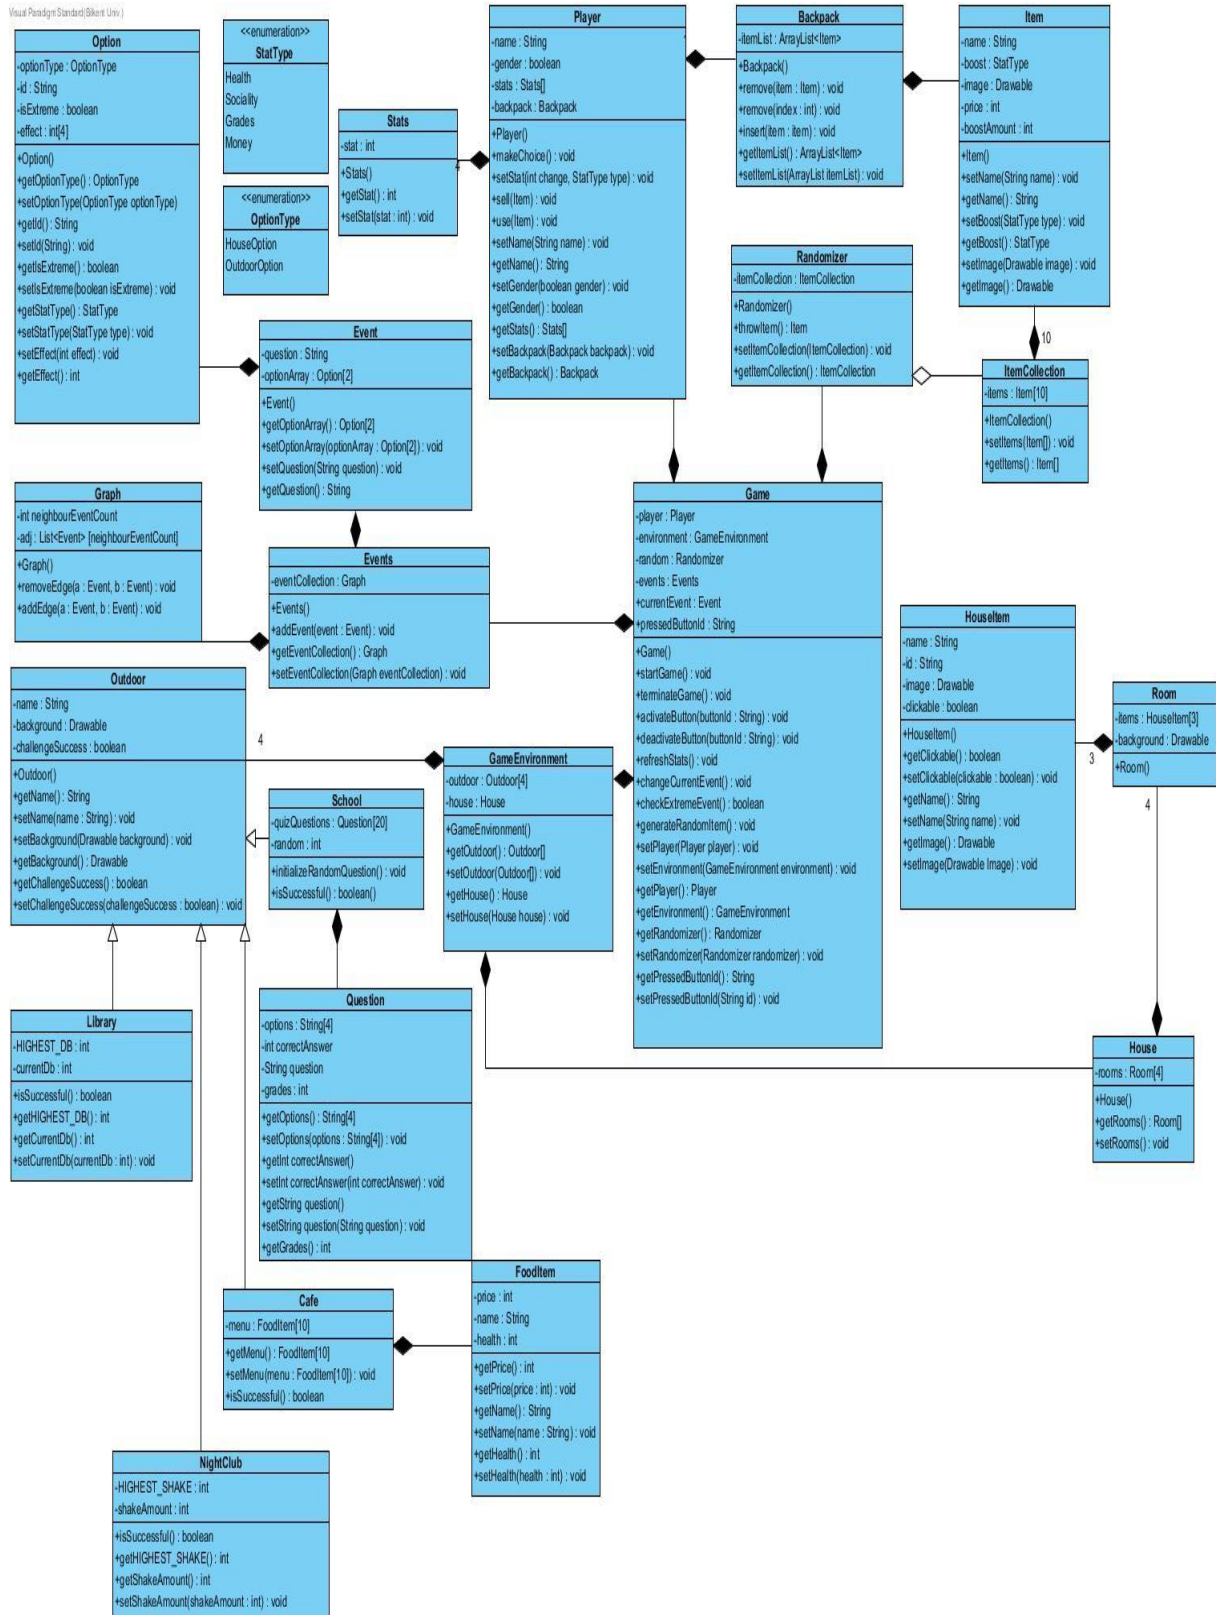 Visual Paradigm Standard(Bilkent Univ.)
Option
-optionType : OptionType
-id : String
-isExtreme : boolean
-effect : int[4]
+Option()
+getOptionType() : OptionType
+setOptionType(OptionType optionType)
+getId() : String
+setId(String) : void
+getIsExtreme() : boolean
+setIsExtreme(boolean isExtreme) : void
+getStatType() : StatType
+setStatType(StatType type) : void
+setEffect(int effect) : void
+getEffect() : int
<<enumeration>>
StatType
Health
Sociality
Grades
Money
<<enumeration>>
OptionType
HouseOption
OutdoorOption
Stats
-stat : int
+Stats()
+getStat() : int
+setStat(stat : int) : void
4
Player
-name : String
-gender : boolean
-stats : Stats[]
-backpack : Backpack
+Player()
+makeChoice() : void
+setStat(int change, StatType type) : void
+sell(Item) : void
+use(Item) : void
+setName(String name) : void
+getName() : String
+setGender(boolean gender) : void
+getGender() : boolean
+getStats() : Stats[]
+setBackpack(Backpack backpack) : void
+getBackpack() : Backpack
Backpack
-itemList : ArrayList<Item>
+Backpack()
+remove(item : Item) : void
+remove(index : int) : void
+insert(item : item) : void
+getItemList() : ArrayList<Item>
+setItemList(ArrayList itemList) : void
Item
-name : String
-boost : StatType
-image : Drawable
-price : int
-boostAmount : int
+Item()
+setName(String name) : void
+getName() : String
+setBoost(StatType type) : void
+getBoost() : StatType
+setImage(Drawable image) : void
+getImage() : Drawable
Randomizer
-itemCollection : ItemCollection
+Randomizer()
+throwItem() : Item
+setItemCollection(ItemCollection) : void
+getItemCollection() : ItemCollection
10
ItemCollection
-items : Item[10]
+ItemCollection()
+setItems(Item[]) : void
+getItems() : Item[]
Event
-question : String
-optionArray : Option[2]
+Event()
+getOptionArray() : Option[2]
+setOptionArray(optionArray : Option[2]) : void
+setQuestion(String question) : void
+getQuestion() : String
Graph
-int neighbourEventCount
-adj : List<Event> [neighbourEventCount]
+Graph()
+removeEdge(a : Event, b : Event) : void
+addEdge(a : Event, b : Event) : void
Events
-eventCollection : Graph
+Events()
+addEvent(event : Event) : void
+getEventCollection() : Graph
+setEventCollection(Graph eventCollection) : void
Game
-player : Player
-environment : GameEnvironment
-random : Randomizer
-events : Events
+currentEvent : Event
+pressedButtonId : String
+Game()
+startGame() : void
+terminateGame() : void
+activateButton(buttonId : String) : void
+deactivateButton(buttonId : String) : void
+refreshStats() : void
+changeCurrentEvent() : void
+checkExtremeEvent() : boolean
+generateRandomItem() : void
+setPlayer(Player player) : void
+setEnvironment(GameEnvironment environment) : void
+getPlayer() : Player
+getEnvironment() : GameEnvironment
+getRandomizer() : Randomizer
+setRandomizer(Randomizer randomizer) : void
+getPressedButtonId() : String
+setPressedButtonId(String id) : void
HouseItem
-name : String
-id : String
-image : Drawable
-clickable : boolean
+HouseItem()
+getClickable() : boolean
+setClickable(clickable : boolean) : void
+getName() : String
+setName(String name) : void
+getImage() : Drawable
+setImage(Drawable Image) : void
3
Room
-items : HouseItem[3]
-background : Drawable
+Room()
4
Outdoor
-name : String
-background : Drawable
-challengeSuccess : boolean
+Outdoor()
+getName() : String
+setName(name : String) : void
+setBackground(Drawable background) : void
+getBackground() : Drawable
+getChallengeSuccess() : boolean
+setChallengeSuccess(challengeSuccess : boolean) : void
4
School
-quizQuestions : Question[20]
-random : int
+initializeRandomQuestion() : void
+isSuccessful() : boolean()
GameEnvironment
-outdoor : Outdoor[4]
-house : House
+GameEnvironment()
+getOutdoor() : Outdoor[]
+setOutdoor(Outdoor[]) : void
+getHouse() : House
+setHouse(House house) : void
Library
-HIGHEST_DB : int
-currentDb : int
+isSuccessful() : boolean
+getHIGHEST_DB() : int
+getCurrentDb() : int
+setCurrentDb(currentDb : int) : void
Question
-options : String[4]
-int correctAnswer
-String question
-grades : int
+getOptions() : String[4]
+setOptions(options : String[4]) : void
+getInt correctAnswer()
+setInt correctAnswer(int correctAnswer) : void
+getString question()
+setString question(String question) : void
+getGrades() : int
House
-rooms : Room[4]
+House()
+getRooms() : Room[]
+setRooms() : void
Cafe
-menu : FoodItem[10]
+getMenu() : FoodItem[10]
+setMenu(menu : FoodItem[10]) : void
+isSuccessful() : boolean
FoodItem
-price : int
-name : String
-health : int
+getPrice() : int
+setPrice(price : int) : void
+getName() : String
+setName(name : String) : void
+getHealth() : int
+setHealth(health : int) : void
NightClub
-HIGHEST_SHAKE : int
-shakeAmount : int
+isSuccessful() : boolean
+getHIGHEST_SHAKE() : int
+getShakeAmount() : int
+setShakeAmount(shakeAmount : int) : void